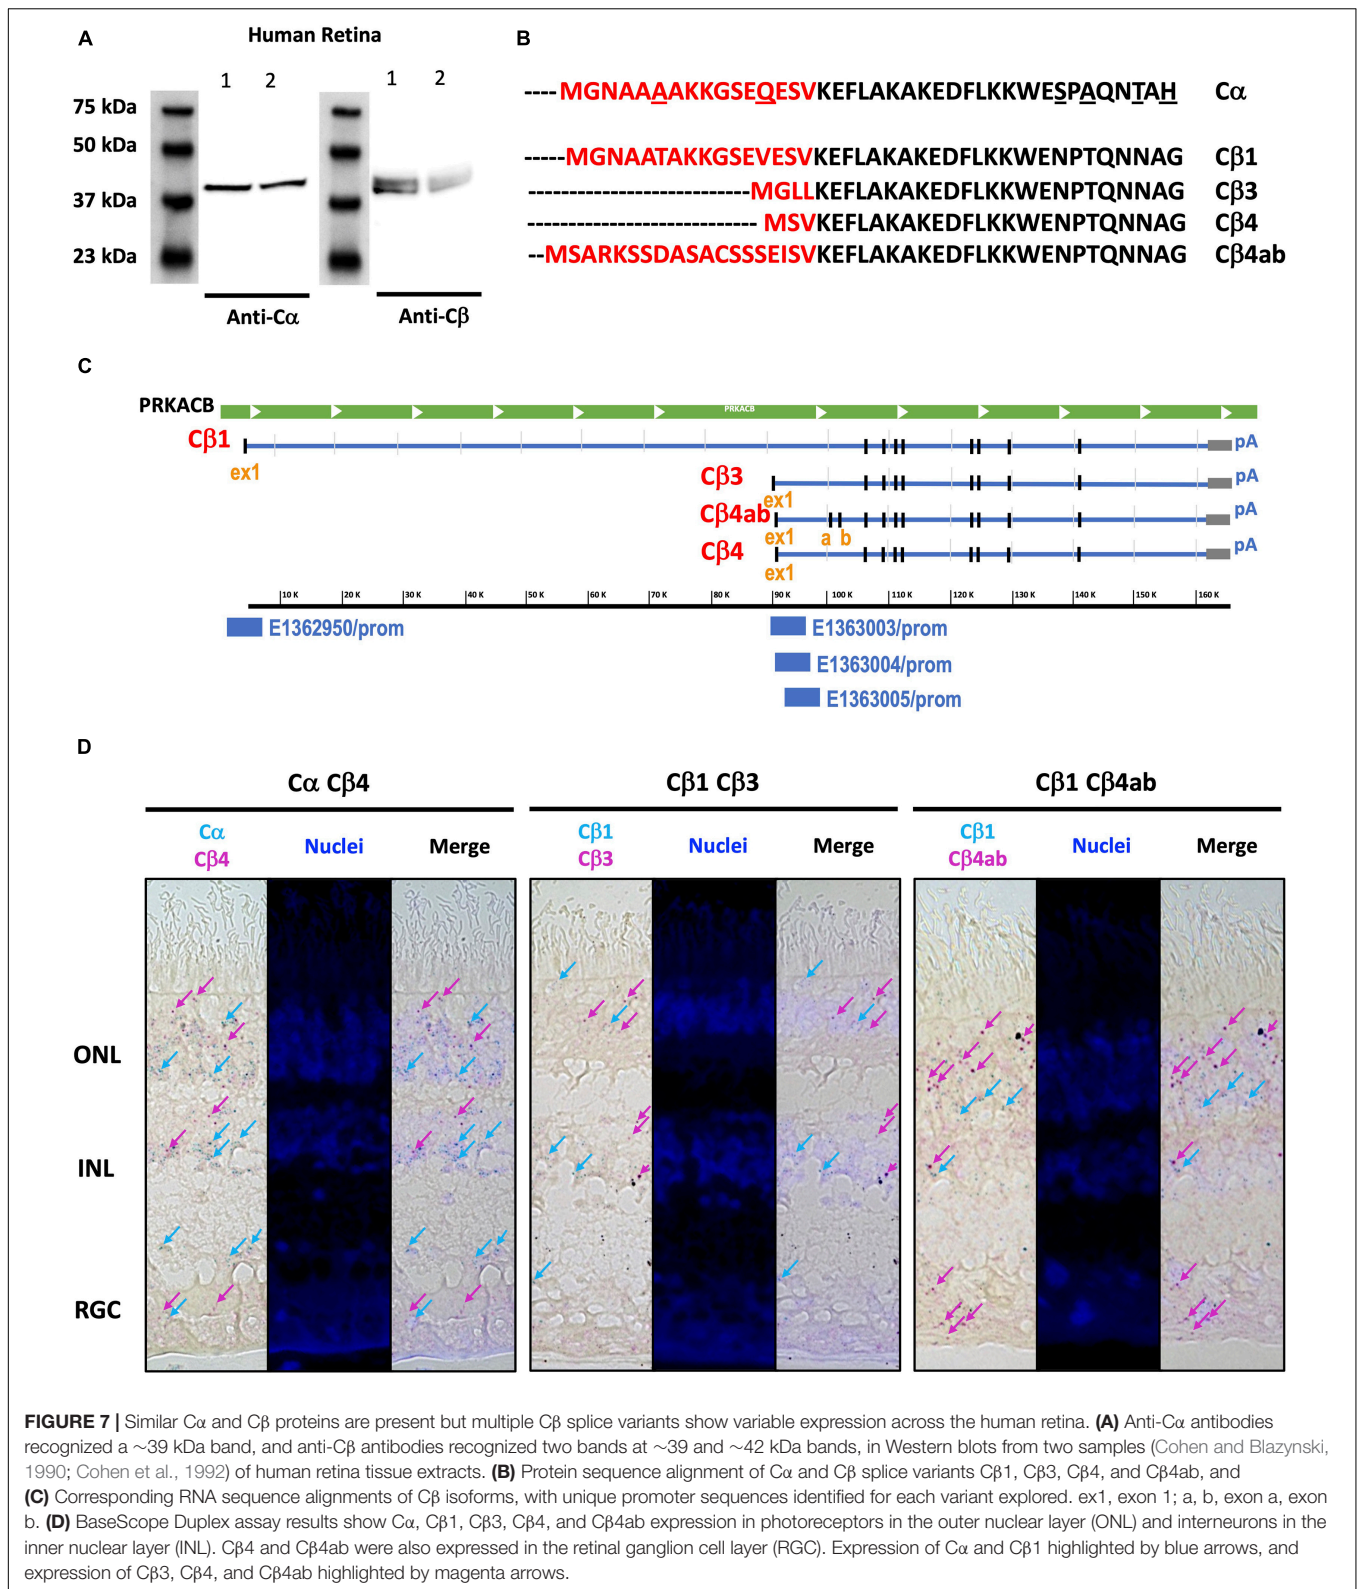 A
Human Retina
1 2 1 2
75 kDa
50 kDa
37 kDa
23 kDa
Anti-Cα
Anti-Cβ
B
----MGNAAAAKKGSEQESVKEFLAKAKEDFLKKWESPAQNTAH Cα
-----MGNAATAKKGSEVESVKEFLAKAKEDFLKKWENPTQNNAG Cβ1
-----------------------MGLLKEFLAKAKEDFLKKWENPTQNNAG Cβ3
------------------------MSVKEFLAKAKEDFLKKWENPTQNNAG Cβ4
--MSARKSSDASACSSSEISVKEFLAKAKEDFLKKWENPTQNNAG Cβ4ab
C
PRKACB PRKACB
Cβ1 pA
ex1
Cβ3 pA
ex1
Cβ4ab pA
ex1 a b
Cβ4 pA
ex1
10 K 20 K 30 K 40 K 50 K 60 K 70 K 80 K 90 K 100 K 110 K 120 K 130 K 140 K 150 K 160 K
E1362950/prom E1363003/prom
E1363004/prom
E1363005/prom
D
Cα Cβ4 Cβ1 Cβ3 Cβ1 Cβ4ab
Cα Cβ4 Nuclei Merge Cβ1 Cβ3 Nuclei Merge Cβ1 Cβ4ab Nuclei Merge
ONL
INL
RGC
FIGURE 7 | Similar Cα and Cβ proteins are present but multiple Cβ splice variants show variable expression across the human retina. (A) Anti-Cα antibodies
recognized a ∼39 kDa band, and anti-Cβ antibodies recognized two bands at ∼39 and ∼42 kDa bands, in Western blots from two samples (Cohen and Blazynski,
1990; Cohen et al., 1992) of human retina tissue extracts. (B) Protein sequence alignment of Cα and Cβ splice variants Cβ1, Cβ3, Cβ4, and Cβ4ab, and
(C) Corresponding RNA sequence alignments of Cβ isoforms, with unique promoter sequences identified for each variant explored. ex1, exon 1; a, b, exon a, exon
b. (D) BaseScope Duplex assay results show Cα, Cβ1, Cβ3, Cβ4, and Cβ4ab expression in photoreceptors in the outer nuclear layer (ONL) and interneurons in the
inner nuclear layer (INL). Cβ4 and Cβ4ab were also expressed in the retinal ganglion cell layer (RGC). Expression of Cα and Cβ1 highlighted by blue arrows, and
expression of Cβ3, Cβ4, and Cβ4ab highlighted by magenta arrows.